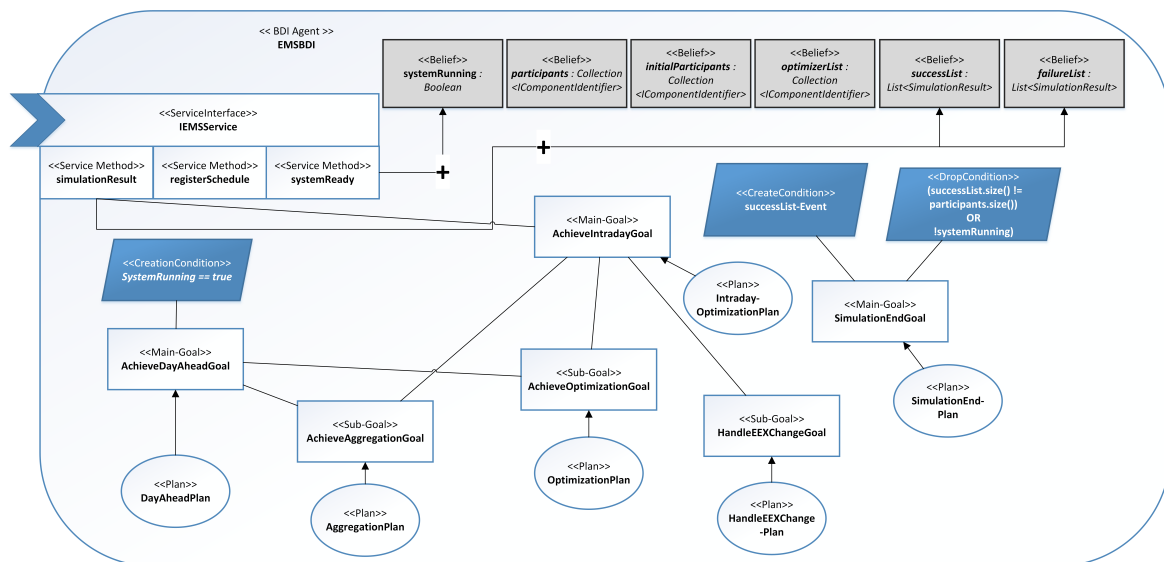 << BDI Agent >>
EMSBDI
<<Belief>>
systemRunning :
Boolean
<<Belief>>
participants : Collection
<IComponentIdentifier>
<<Belief>>
initialParticipants :
Collection
<IComponentIdentifier>
<<Belief>>
optimizerList :
Collection
<IComponentIdentifier>
<<Belief>>
successList :
List<SimulationResult>
<<Belief>>
failureList :
List<SimulationResult>
<<ServiceInterface>>
IEMSService
<<Service Method>>
simulationResult
<<Service Method>>
registerSchedule
<<Service Method>>
systemReady
+
+
<<CreateCondition>>
successList-Event
<<DropCondition>>
(successList.size() !=
participants.size())
OR
!systemRunning)
<<Main-Goal>>
AchieveIntradayGoal
<<CreationCondition>>
SystemRunning == true
<<Plan>>
Intraday-
OptimizationPlan
<<Main-Goal>>
SimulationEndGoal
<<Main-Goal>>
AchieveDayAheadGoal
<<Sub-Goal>>
AchieveOptimizationGoal
<<Plan>>
SimulationEnd-
Plan
<<Sub-Goal>>
AchieveAggregationGoal
<<Sub-Goal>>
HandleEEXChangeGoal
<<Plan>>
DayAheadPlan
<<Plan>>
OptimizationPlan
<<Plan>>
AggregationPlan
<<Plan>>
HandleEEXChange
-Plan